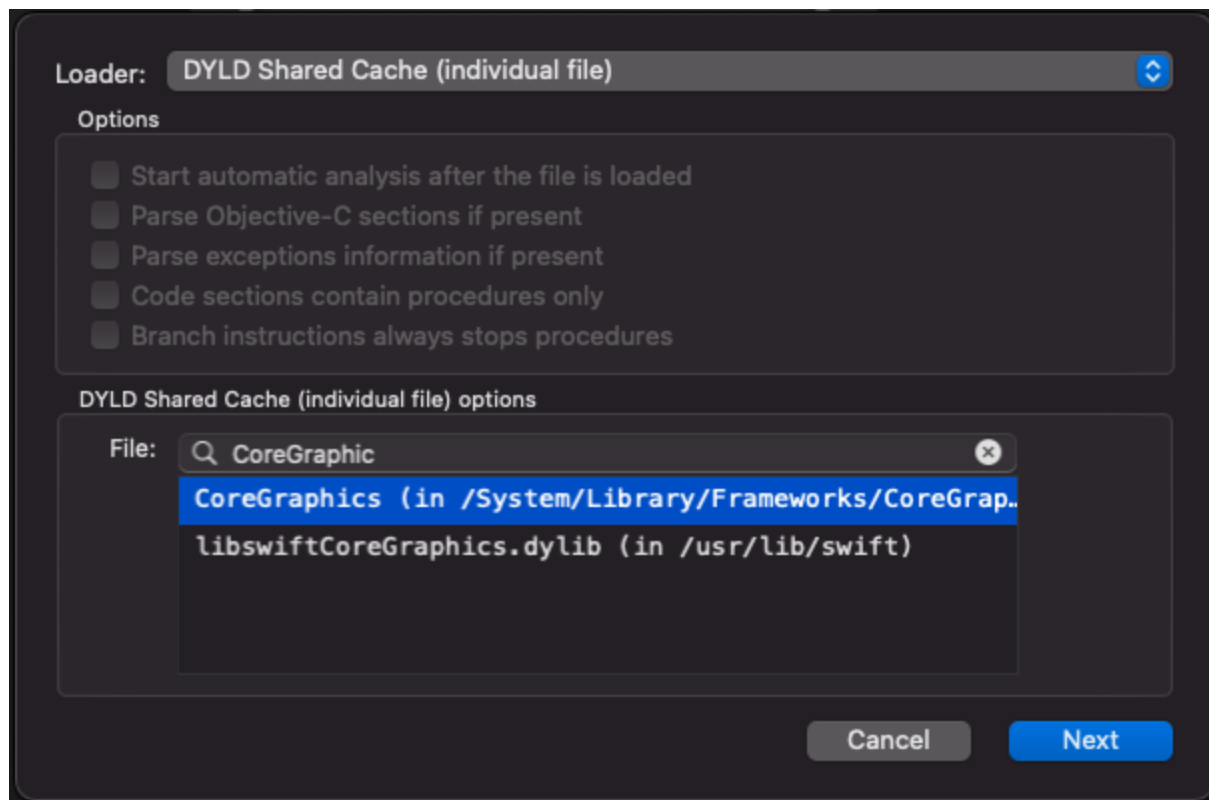 Loader: DYLD Shared Cache (individual file)
Options
Start automatic analysis after the file is loaded
Parse Objective-C sections if present
Parse exceptions information if present
Code sections contain procedures only
Branch instructions always stops procedures
DYLD Shared Cache (individual file) options
File: CoreGraphic
CoreGraphics (in /System/Library/Frameworks/CoreGrap…
libswiftCoreGraphics.dylib (in /usr/lib/swift)
Cancel Next